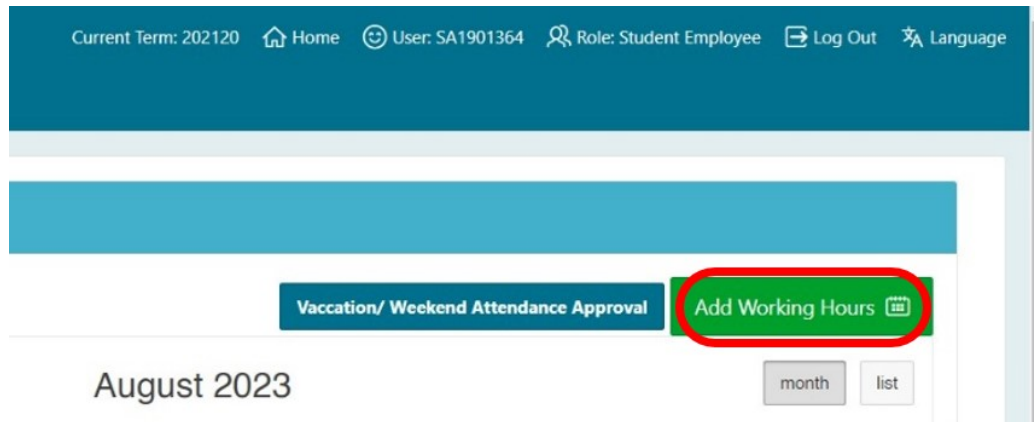 Current Term: 202120 Home User: SA1901364 Role: Student Employee Log Out Language
Vaccation/ Weekend Attendance Approval Add Working Hours
August 2023 month list